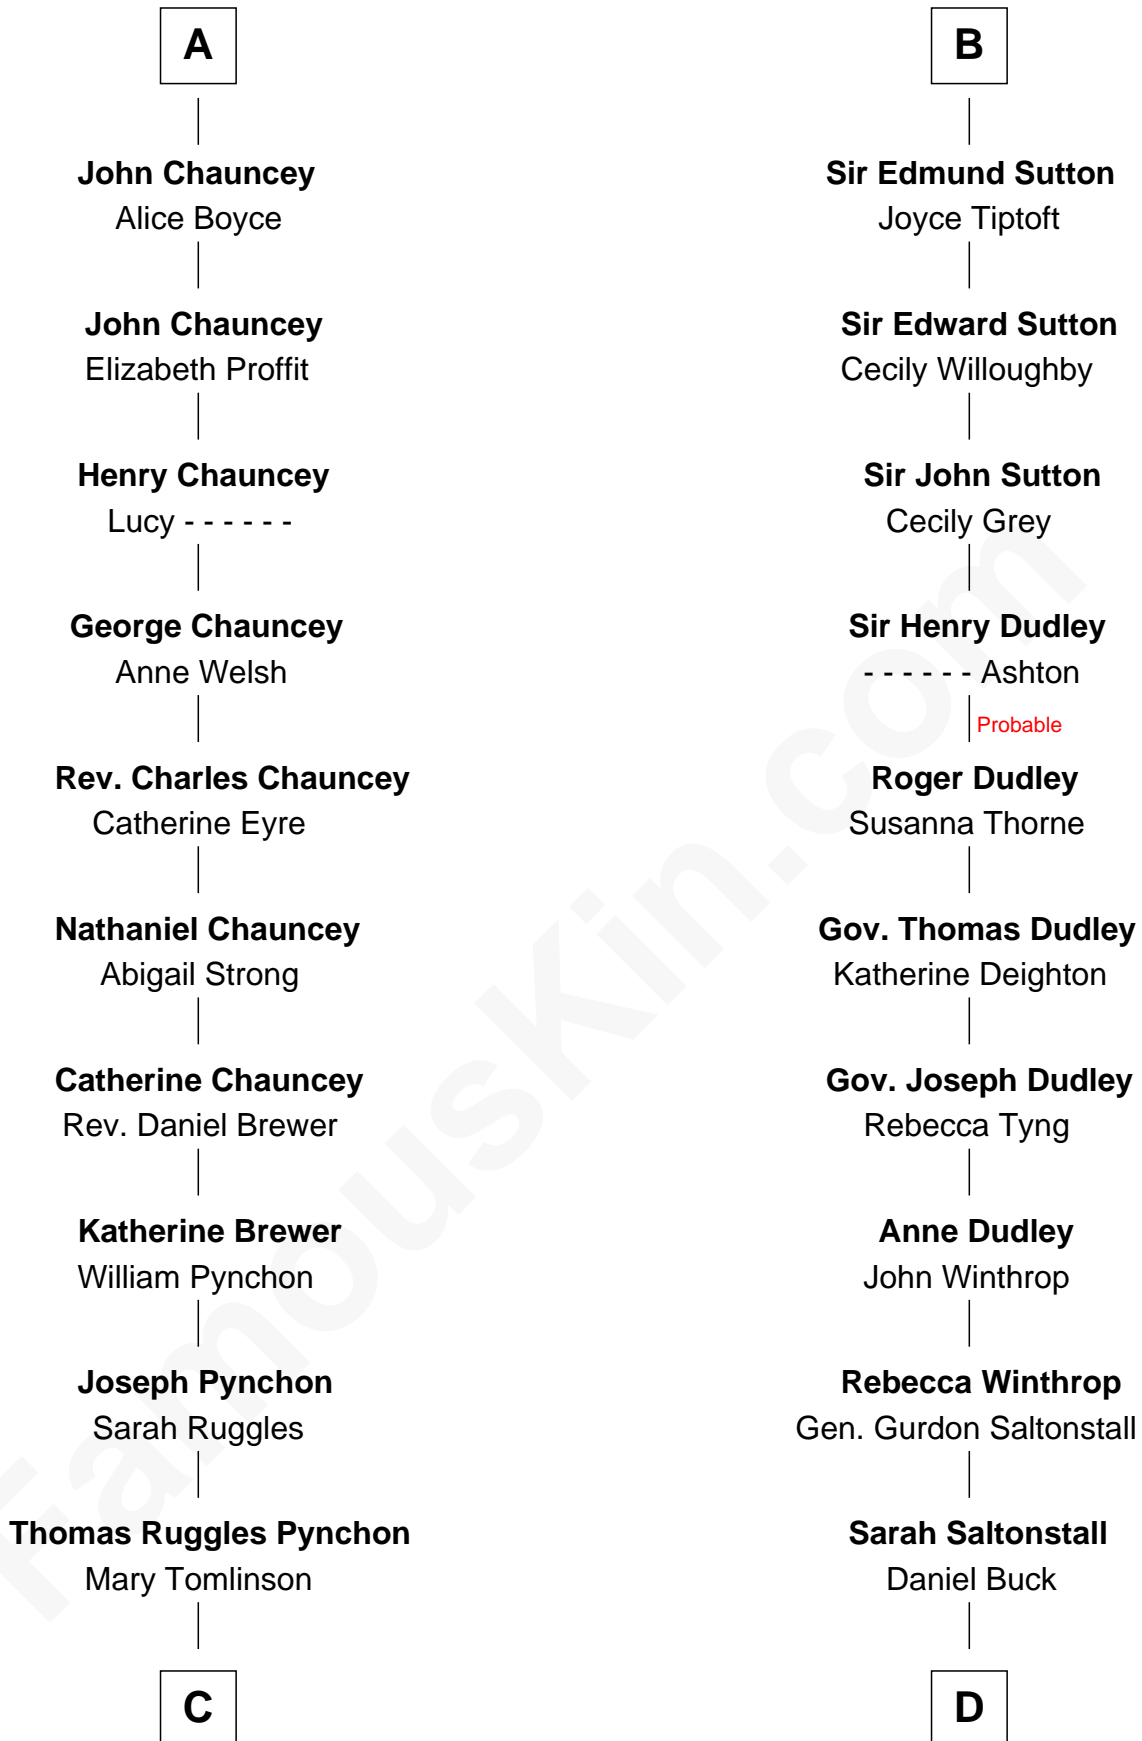 A
John Chauncey
Alice Boyce
John Chauncey
Elizabeth Proffit
Henry Chauncey
Lucy - - - - - -
George Chauncey
Anne Welsh
Rev. Charles Chauncey
Catherine Eyre
Nathaniel Chauncey
Abigail Strong
Catherine Chauncey
Rev. Daniel Brewer
Katherine Brewer
William Pynchon
Joseph Pynchon
Sarah Ruggles
Thomas Ruggles Pynchon
Mary Tomlinson
C
B
Sir Edmund Sutton
Joyce Tiptoft
Sir Edward Sutton
Cecily Willoughby
Sir John Sutton
Cecily Grey
Sir Henry Dudley
- - - - - - Ashton
Probable
Roger Dudley
Susanna Thorne
Gov. Thomas Dudley
Katherine Deighton
Gov. Joseph Dudley
Rebecca Tyng
Anne Dudley
John Winthrop
Rebecca Winthrop
Gen. Gurdon Saltonstall
Sarah Saltonstall
Daniel Buck
D
FamousKin.com